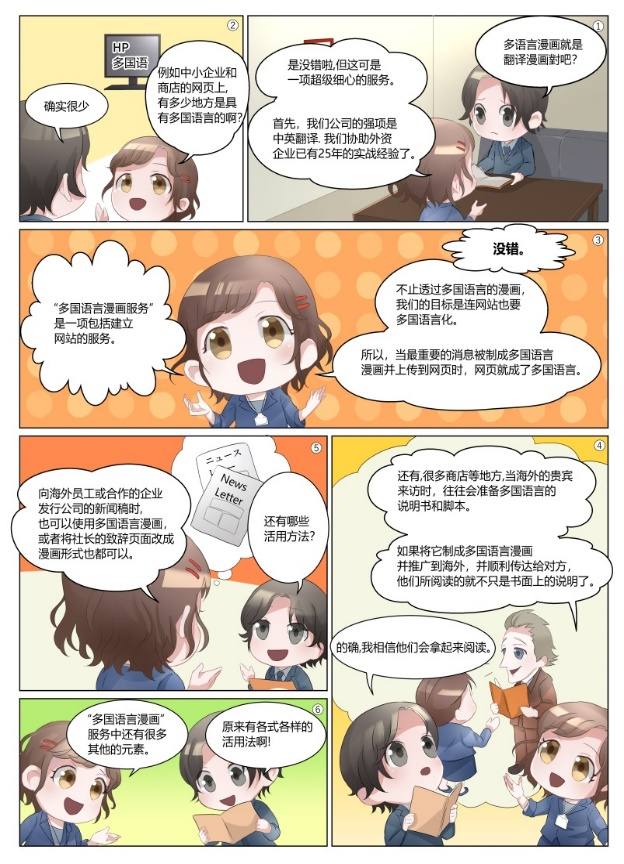 ①
多语言漫画就是
翻译漫画對吧?
是没错啦,但这可是
一项超级细心的服务。
首先，我们公司的强项是
中英翻译. 我们协助外资
企业已有25年的实战经验了。
②
HP
多国语
例如中小企业和
商店的网页上,
有多少地方是具
有多国语言的啊?
确实很少
③
没错。
不止透过多国语言的漫画,
我们的目标是连网站也要
多国语言化。
所以，当最重要的消息被制成多国语言
漫画并上传到网页时，网页就成了多国语言。
“多国语言漫画服务”
是一项包括建立
网站的服务。
④
还有,很多商店等地方,当海外的贵宾
来访时，往往会准备多国语言的
说明书和脚本。
如果将它制成多国语言漫画
并推广到海外，并顺利传达给对方，
他们所阅读的就不只是书面上的说明了。
的确,我相信他们会拿起来阅读。
⑤
还有哪些
活用方法?
ニュース
News
Letter
向海外员工或合作的企业
发行公司的新闻稿时,
也可以使用多国语言漫画,
或者将社长的致辞页面改成
漫画形式也都可以。
⑥
原来有各式各样的
活用法啊!
“多国语言漫画”
服务中还有很多
其他的元素。